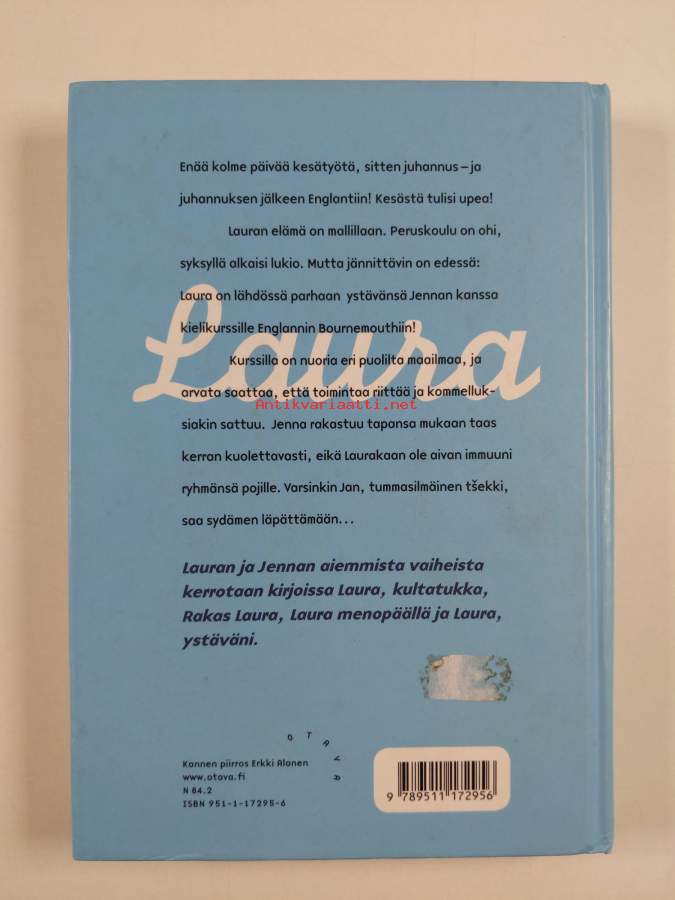 Enää kolme päivää kesätyötä, sitten juhannus – ja
juhannuksen jälkeen Englantiin! Kesästä tulisi upea!
Lauran elämä on mallillaan. Peruskoulu on ohi,
syksyllä alkaisi lukio. Mutta jännittävin on edessä:
Laura on lähdössä parhaan ystävänsä Jennan kanssa
kielikurssille Englannin Bournemouthiin!
Laura
Kurssilla on nuoria eri puolilta maailmaa, ja
arvata saattaa, että toimintaa riittää ja kommelluk-
Antikvariaatti.net
siakin sattuu. Jenna rakastuu tapansa mukaan taas
kerran kuolettavasti, eikä Laurakaan ole aivan immuuni
ryhmänsä pojille. Varsinkin Jan, tummasilmäinen tšekki,
saa sydämen läpättämään...
Lauran ja Jennan aiemmista vaiheista
kerrotaan kirjoissa Laura, kultatukka,
Rakas Laura, Laura menopäällä ja Laura,
ystäväni.
OTAVA
Kannen piirros Erkki Alanen
www.otava.fi
N 84.2
ISBN 951-1-17295-6
9 789511 172956